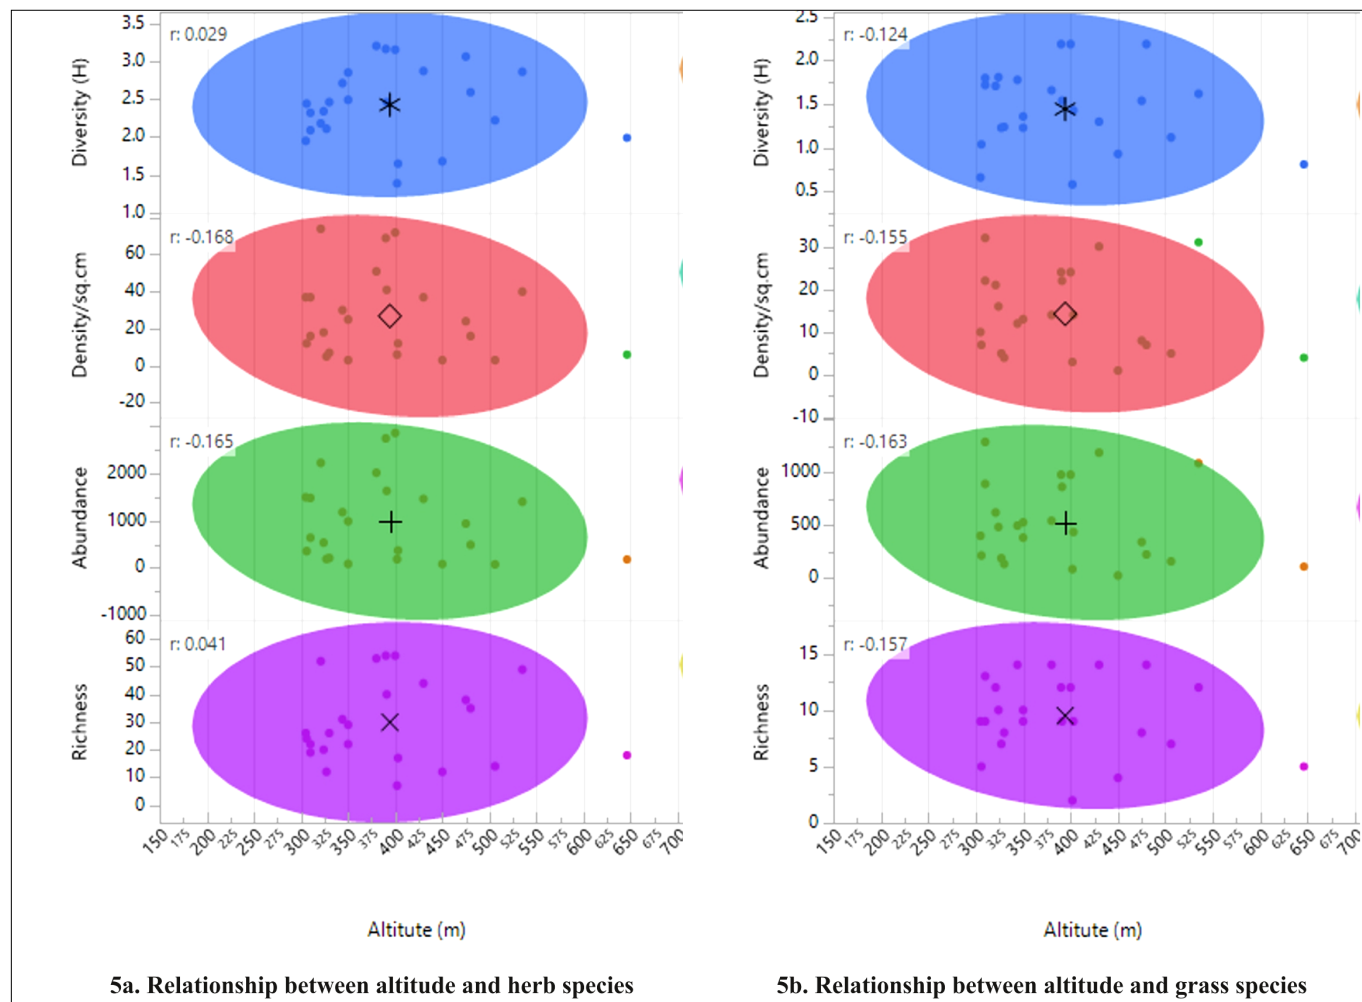 r: 0.029
Diversity (H)
3.5
3.0
2.5
2.0
1.5
1.0
r: -0.168
Density/sq.cm
60
40
20
0
-20
r: -0.165
Abundance
2000
1000
0
-1000
r: 0.041
Richness
60
50
40
30
20
10
0
150 175 200 225 250 275 300 325 350 375 400 425 450 475 500 525 550 575 600 625 650 675 700
Altitute (m)
5a. Relationship between altitude and herb species
r: -0.124
Diversity (H)
2.5
2.0
1.5
1.0
0.5
r: -0.155
Density/sq.cm
30
20
10
0
-10
r: -0.163
Abundance
1000
500
0
r: -0.157
Richness
15
10
5
0
150 175 200 225 250 275 300 325 350 375 400 425 450 475 500 525 550 575 600 625 650 675 700
Altitute (m)
5b. Relationship between altitude and grass species